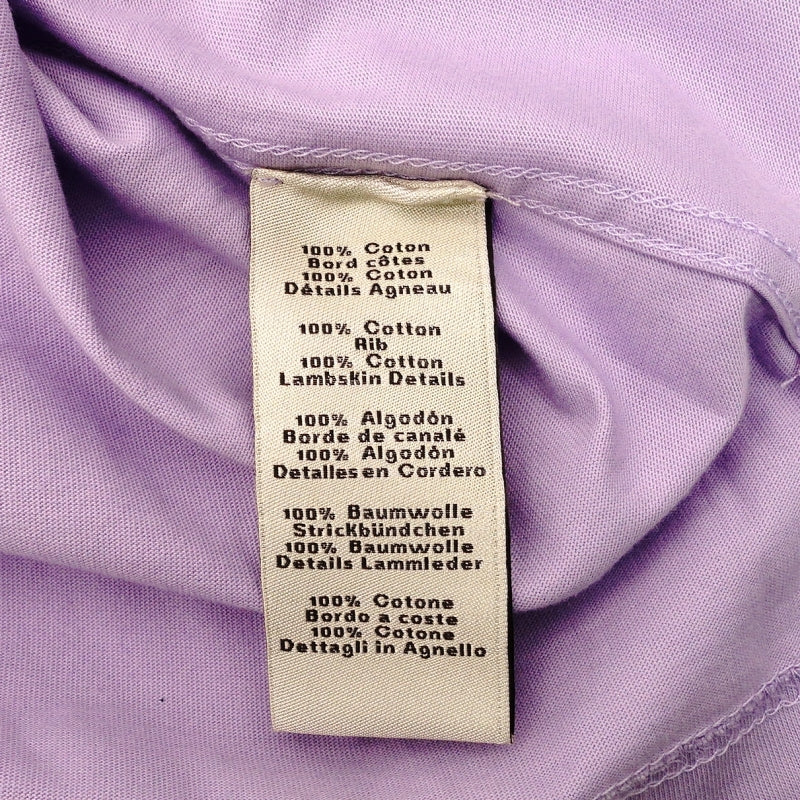 100% Coton
Bord côtes
100% Coton
Détails Agneau
100% Cotton
Rib
100% Cotton
Lambskin Details
100% Algodón
Borde de canalé
100% Algodón
Detalles en Cordero
100% Baumwolle
Strickbündchen
100% Baumwolle
Details Lammleder
100% Cotone
Bordo a coste
100% Cotone
Dettagli in Agnello